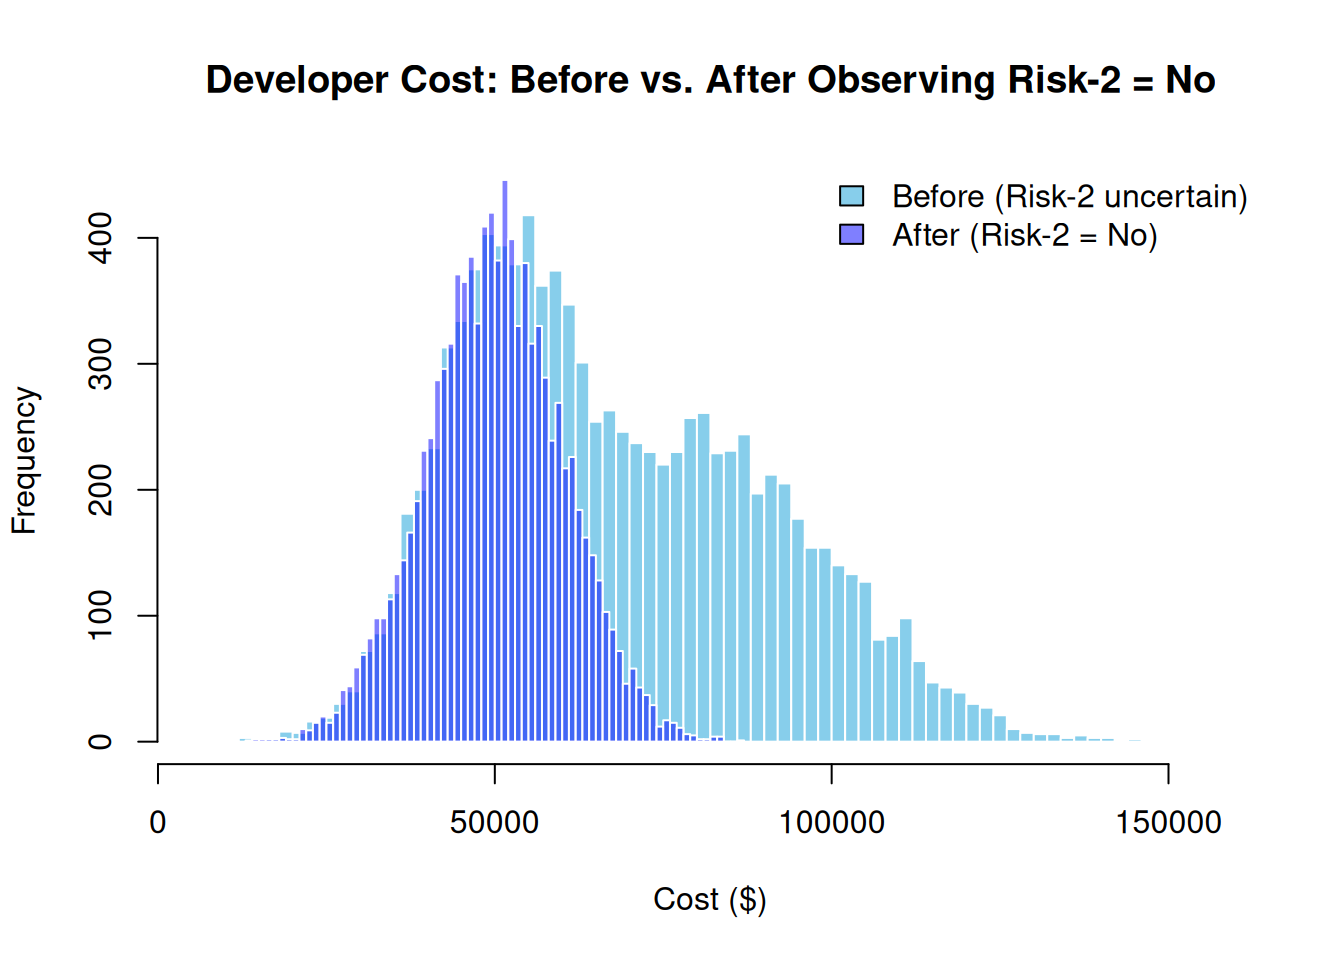 Developer Cost: Before vs. After Observing Risk-2 = No
Before (Risk-2 uncertain)
After (Risk-2 = No)
Frequency
400
300
200
100
0
0 50000 100000 150000
Cost ($)